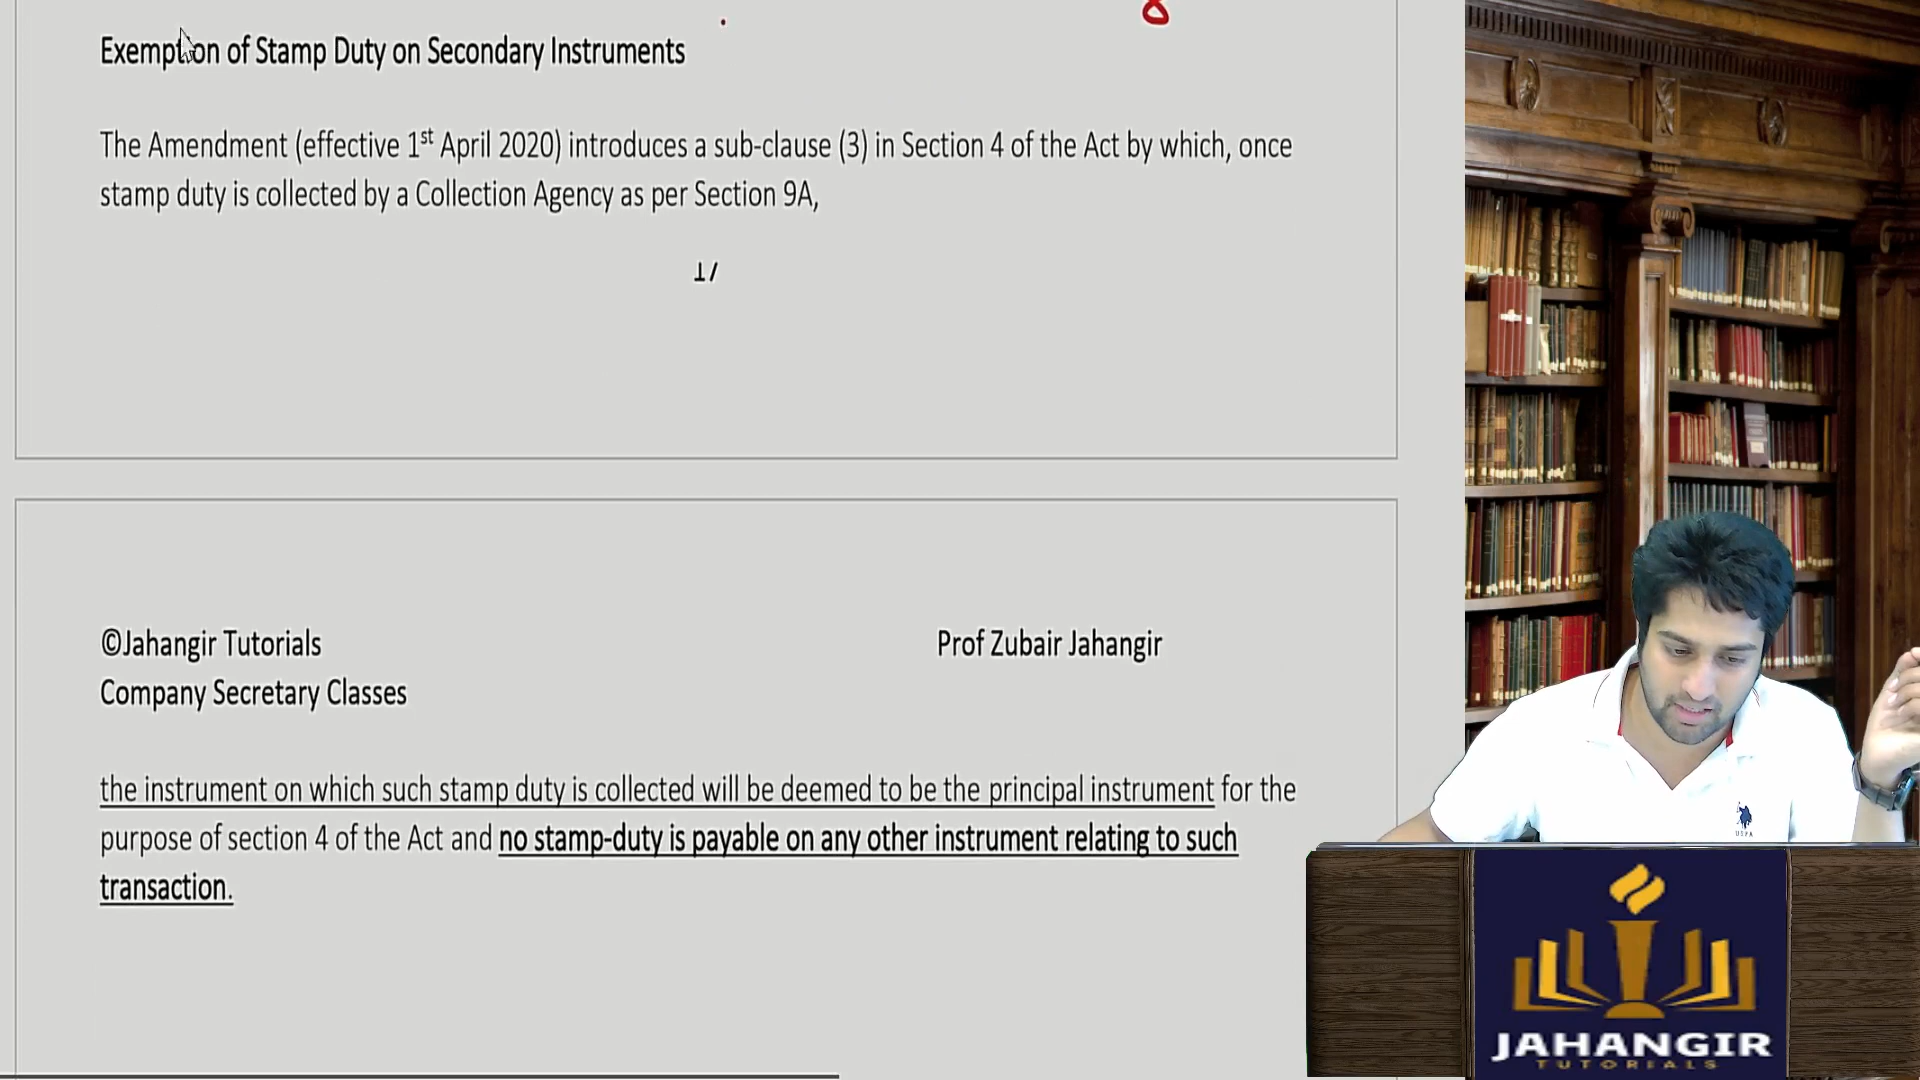 Exemption of Stamp Duty on Secondary Instruments
The Amendment (effective 1st April 2020) introduces a sub-clause (3) in Section 4 of the Act by which, once
stamp duty is collected by a Collection Agency as per Section 9A,
©Jahangir Tutorials
Prof Zubair Jahangir
Company Secretary Classes
the instrument on which such stamp duty is collected will be deemed to be the principal instrument for the
purpose of section 4 of the Act and no stamp-duty is payable on any other instrument relating to such
transaction.
USPA
JAHANGIR
TUTORIALS